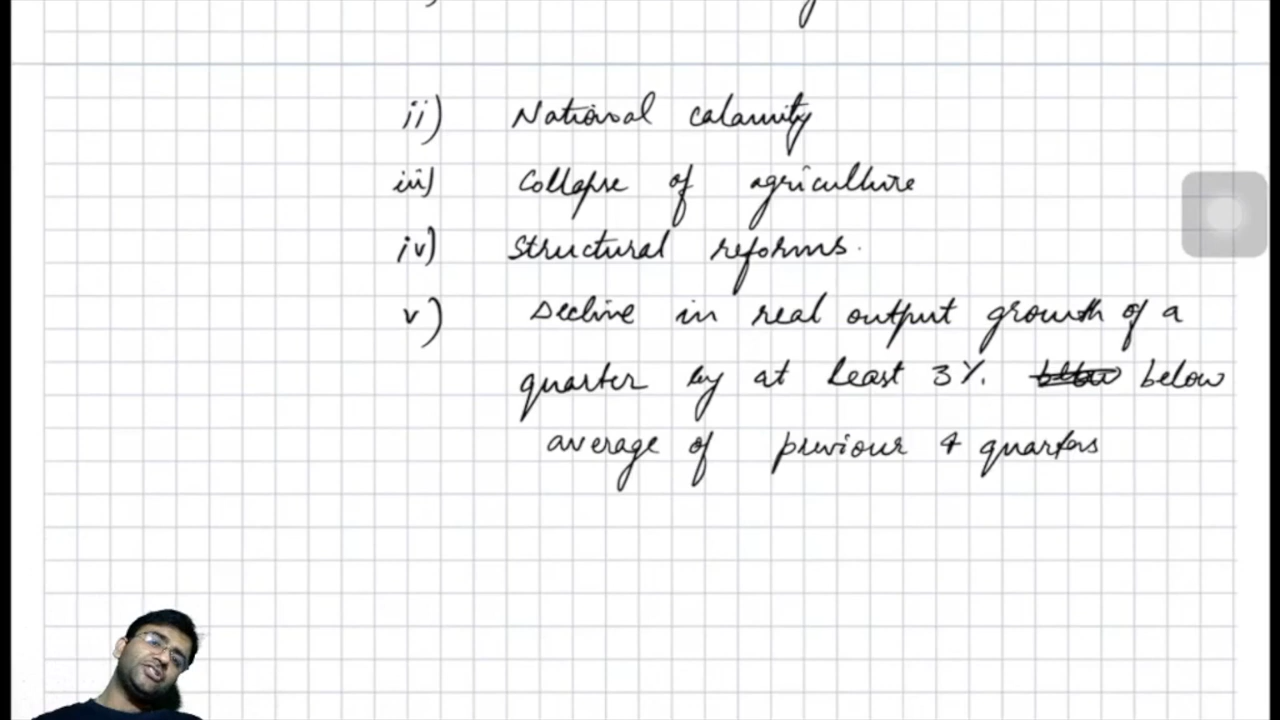 ii) National calamity
iii) Collapse of agriculture
iv) Structural reforms.
v) Decline in real output growth of a
quarter by at least 3%. below
average of previous 4 quarters